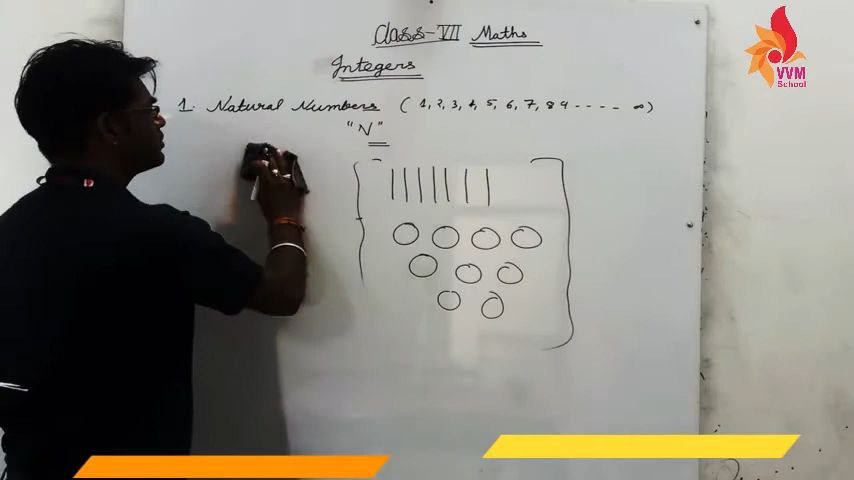 Class-VII Maths
Integers
1. Natural Numbers ( 1, 2, 3, 4, 5, 6, 7, 8 9 ---- ∞)
"N"
VVM
School